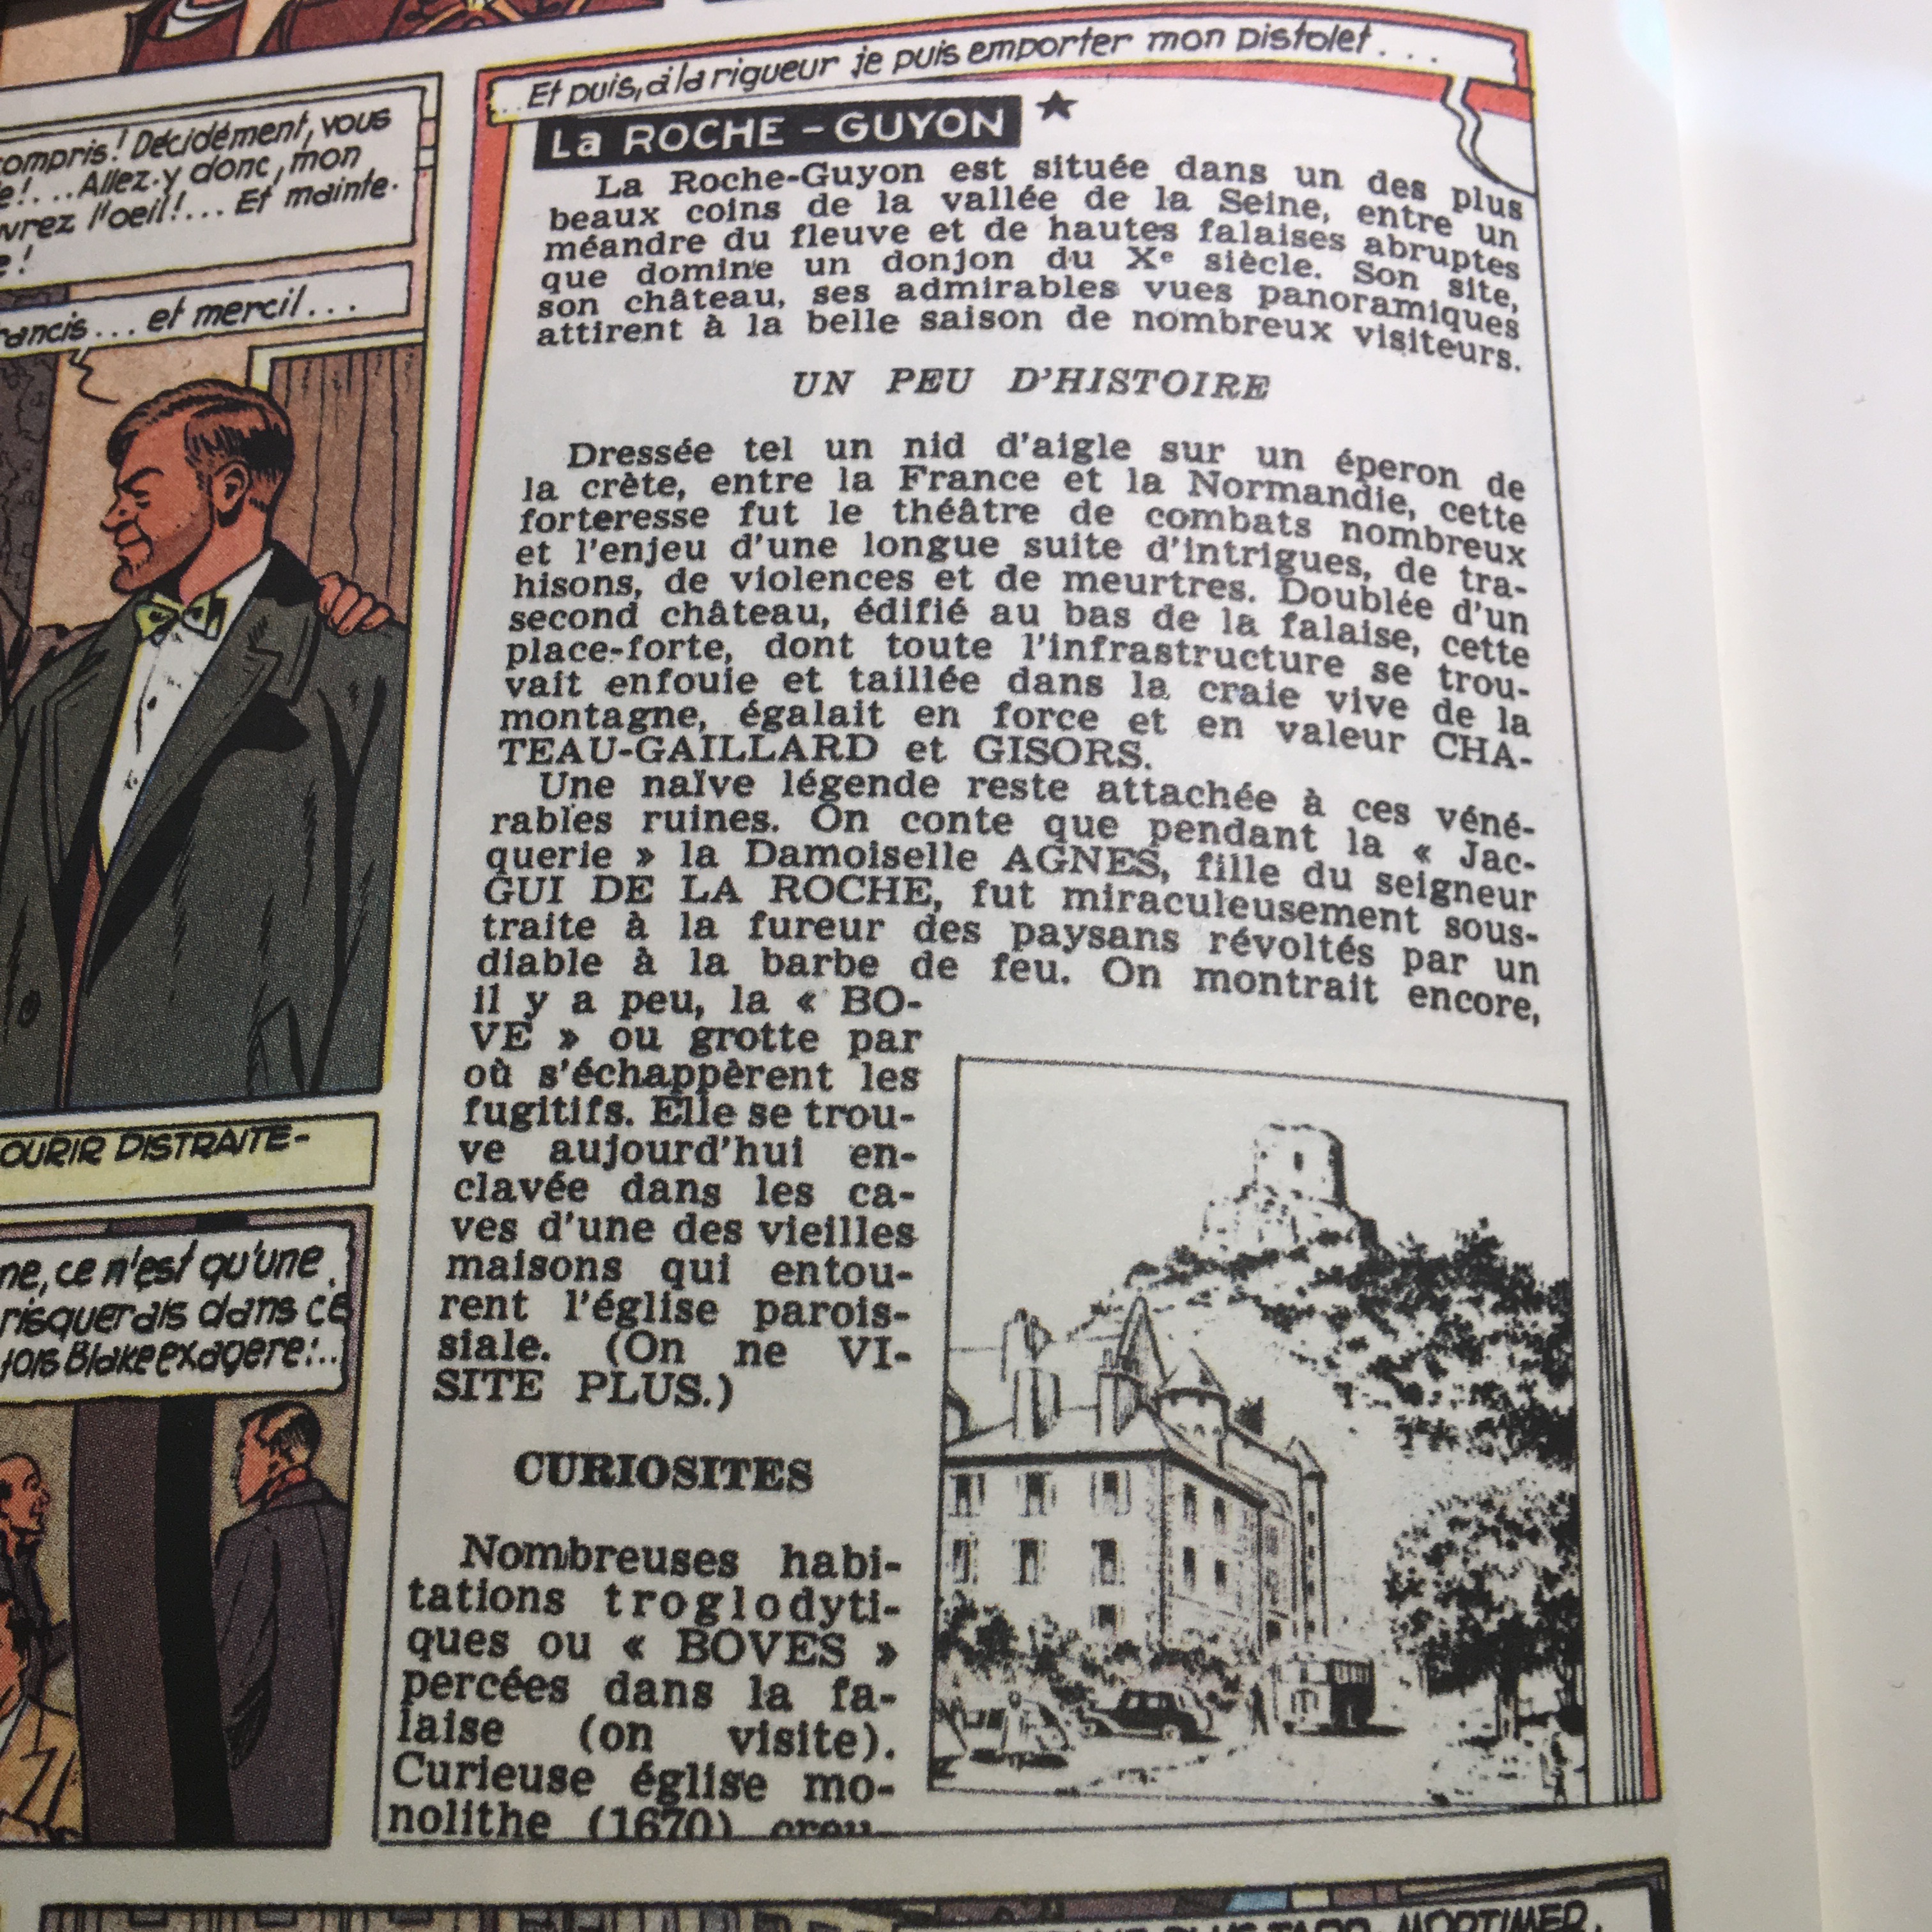 compris! Décidément, vous
e!...Allez-y donc, mon
vrez l'oeil!... Et mainte-
e!
rancis... et merci!...
OURIR DISTRAITE-
ne, ce n'est qu'une
risquerais dans ce
fois Blake exagere:..
...Et puis, à la rigueur je puis emporter mon pistolet...
La ROCHE-GUYON ★
La Roche-Guyon est située dans un des plus
beaux coins de la vallée de la Seine, entre un
méandre du fleuve et de hautes falaises abruptes
que domine un donjon du Xe siècle. Son site,
son château, ses admirables vues panoramiques
attirent à la belle saison de nombreux visiteurs.
UN PEU D'HISTOIRE
Dressée tel un nid d'aigle sur un éperon de
la crète, entre la France et la Normandie, cette
forteresse fut le théâtre de combats nombreux
et l'enjeu d'une longue suite d'intrigues, de tra-
hisons, de violences et de meurtres. Doublée d'un
second château, édifié au bas de la falaise, cette
place-forte, dont toute l'infrastructure se trou-
vait enfouie et taillée dans la craie vive de la
montagne, égalait en force et en valeur CHA-
TEAU-GAILLARD et GISORS.
Une naïve légende reste attachée à ces véné-
rables ruines. On conte que pendant la « Jac-
querie » la Damoiselle AGNES, fille du seigneur
GUI DE LA ROCHE, fut miraculeusement sous-
traite à la fureur des paysans révoltés par un
diable à la barbe de feu. On montrait encore,
il y a peu, la « BO-
VE » ou grotte par
où s'échappèrent les
fugitifs. Elle se trou-
ve aujourd'hui en-
clavée dans les ca-
ves d'une des vieilles
maisons qui entou-
rent l'église parois-
siale. (On ne VI-
SITE PLUS.)
CURIOSITES
Nombreuses habi-
tations troglodyti-
ques ou « BOVES »
percées dans la fa-
laise (on visite).
Curieuse église mo-
nolithe (1670) creu-
PLUS TARD, MORTIMER,